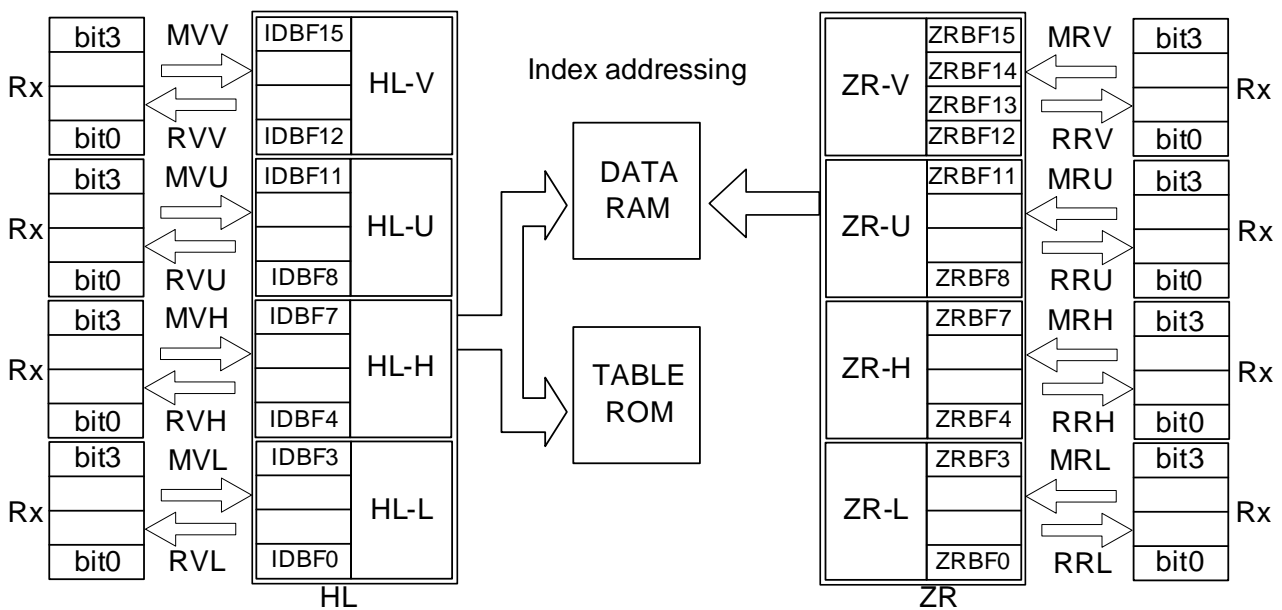 bit3 MVV IDBF15 ZRBF15 MRV bit3
Index addressing
Rx HL-V ZR-V ZRBF14 Rx
ZRBF13
bit0 RVV IDBF12 ZRBF12 RRV bit0
bit3 MVU IDBF11 DATA RAM ZRBF11 MRU bit3
Rx HL-U ZR-U Rx
bit0 RVU IDBF8 ZRBF8 RRU bit0
bit3 MVH IDBF7 ZRBF7 MRH bit3
Rx HL-H TABLE ROM ZR-H Rx
bit0 RVH IDBF4 ZRBF4 RRH bit0
bit3 MVL IDBF3 ZRBF3 MRL bit3
Rx HL-L ZR-L Rx
bit0 RVL IDBF0 ZRBF0 RRL bit0
HL ZR